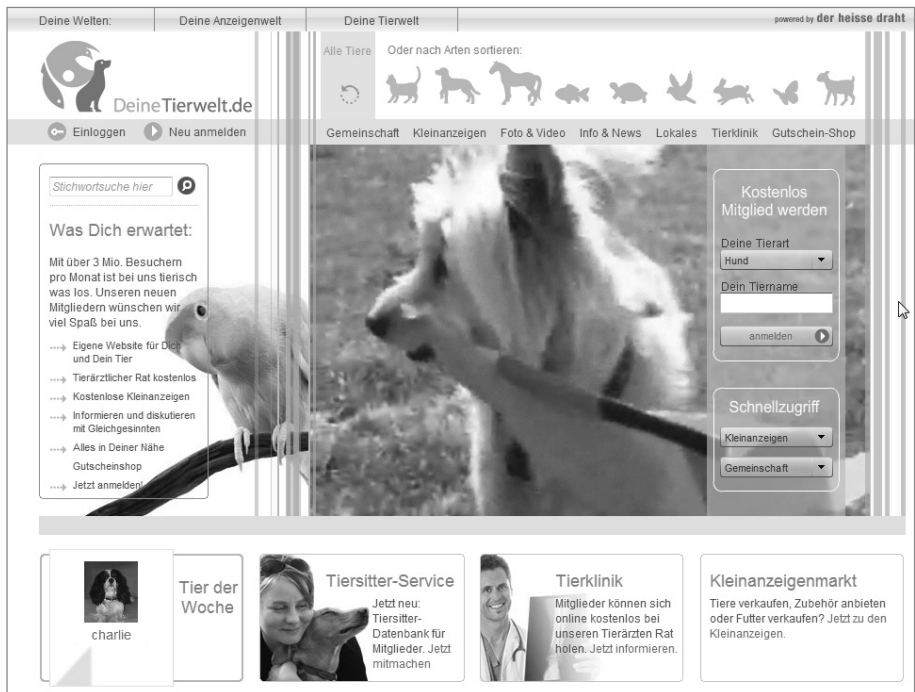 Deine Welten:
Deine Anzeigenwelt
Deine Tierwelt
powered by der heisse draht
DeineTierwelt.de
Alle Tiere
Oder nach Arten sortieren:
Einloggen
Neu anmelden
Gemeinschaft Kleinanzeigen Foto & Video Info & News Lokales Tierklinik Gutschein-Shop
Stichwortsuche hier
Was Dich erwartet:
Mit über 3 Mio. Besuchern
pro Monat ist bei uns tierisch
was los. Unseren neuen
Mitgliedern wünschen wir
viel Spaß bei uns.
Eigene Website für Dich
und Dein Tier
Tierärztlicher Rat kostenlos
Kostenlose Kleinanzeigen
Informieren und diskutieren
mit Gleichgesinnten
Alles in Deiner Nähe
Gutscheinshop
Jetzt anmelden!
Kostenlos
Mitglied werden
Deine Tierart
Hund
Dein Tiername
anmelden
Schnellzugriff
Kleinanzeigen
Gemeinschaft
charlie
Tier der
Woche
Tiersitter-Service
Jetzt neu:
Tiersitter-
Datenbank für
Mitglieder. Jetzt
mitmachen
Tierklinik
Mitglieder können sich
online kostenlos bei
unseren Tierärzten Rat
holen. Jetzt informieren.
Kleinanzeigenmarkt
Tiere verkaufen, Zubehör anbieten
oder Futter verkaufen? Jetzt zu den
Kleinanzeigen.